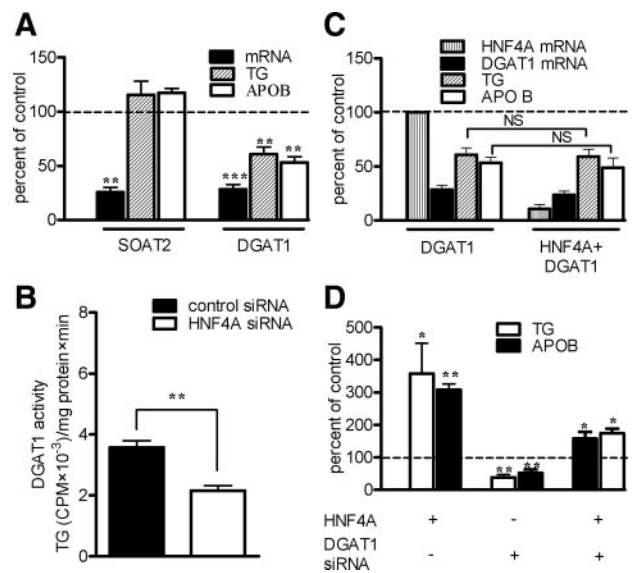 A
150
100
50
0
percent of control
mRNA
TG
APOB
**
***
**
**
SOAT2
DGAT1
C
150
100
50
0
percent of control
HNF4A mRNA
DGAT1 mRNA
TG
APO B
NS
NS
DGAT1
HNF4A+
DGAT1
B
8
6
4
2
0
DGAT1 activity
TG (CPM×10⁻³)/mg protein×min
control siRNA
HNF4A siRNA
**
D
500
400
300
200
100
0
percent of control
TG
APOB
*
**
**
**
*
*
HNF4A + - +
DGAT1
siRNA - + +